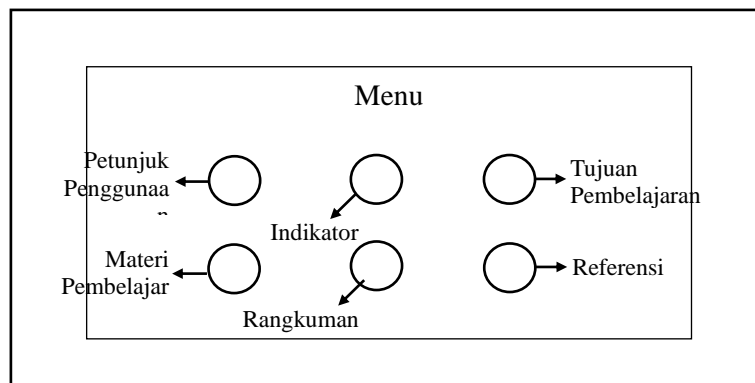 Menu
Petunjuk
Penggunaa
Tujuan
Pembelajaran
Indikator
Materi
Pembelajar
Referensi
Rangkuman